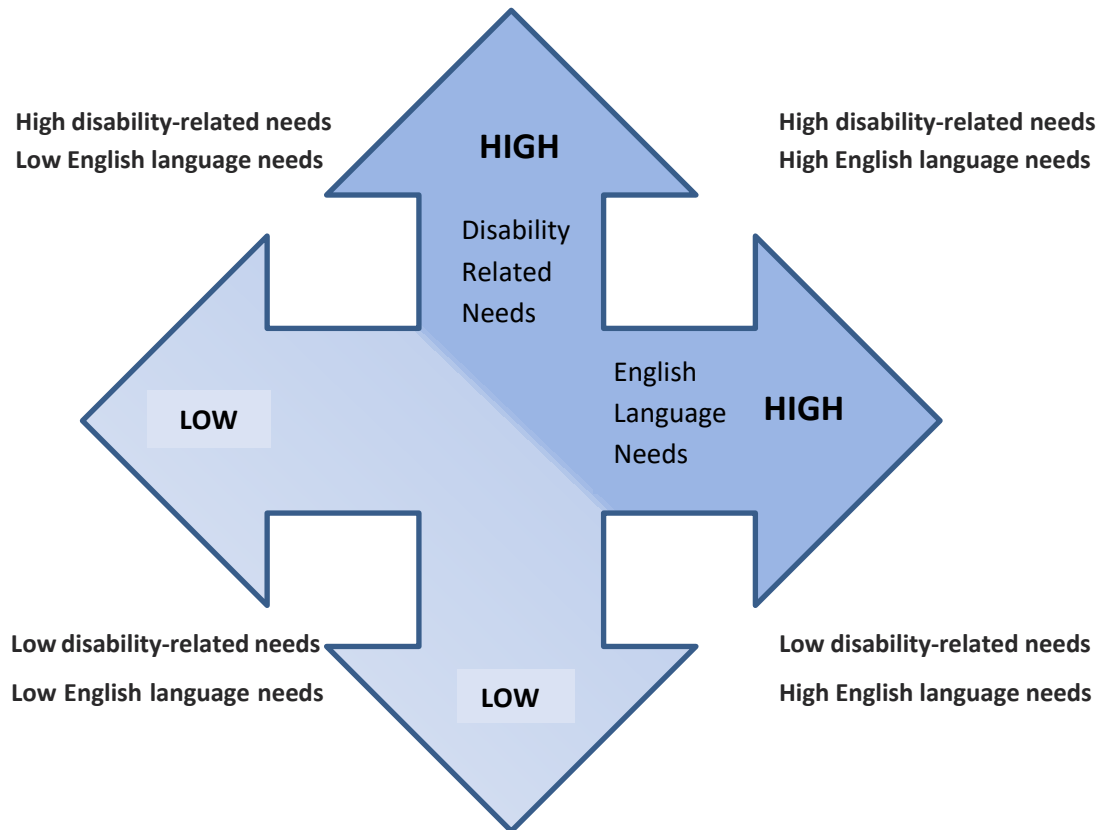 High disability-related needs
Low English language needs
HIGH
High disability-related needs
High English language needs
Disability
Related
Needs
LOW
English
Language
Needs
HIGH
Low disability-related needs
Low English language needs
LOW
Low disability-related needs
High English language needs